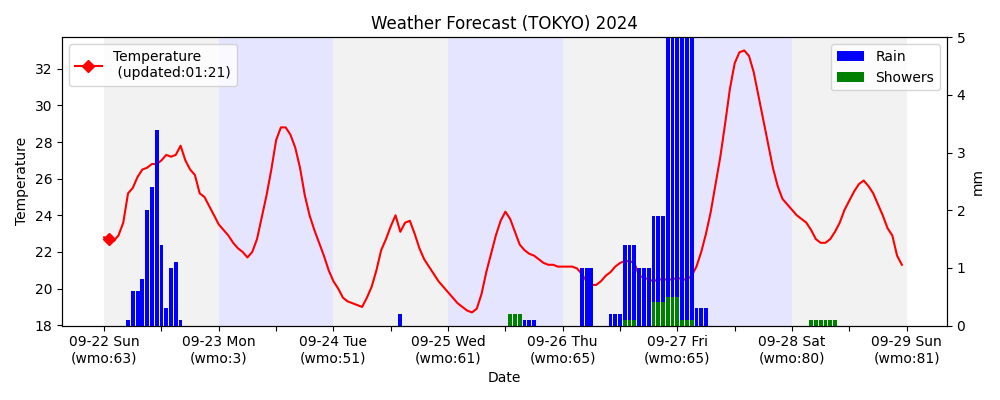 Weather Forecast (TOKYO) 2024
Temperature
(updated:01:21)
Rain
Showers
Temperature
32
30
28
26
24
22
20
18
5
4
3
2
1
0
mm
09-22 Sun
(wmo:63)
09-23 Mon
(wmo:3)
09-24 Tue
(wmo:51)
09-25 Wed
(wmo:61)
09-26 Thu
(wmo:65)
09-27 Fri
(wmo:65)
09-28 Sat
(wmo:80)
09-29 Sun
(wmo:81)
Date